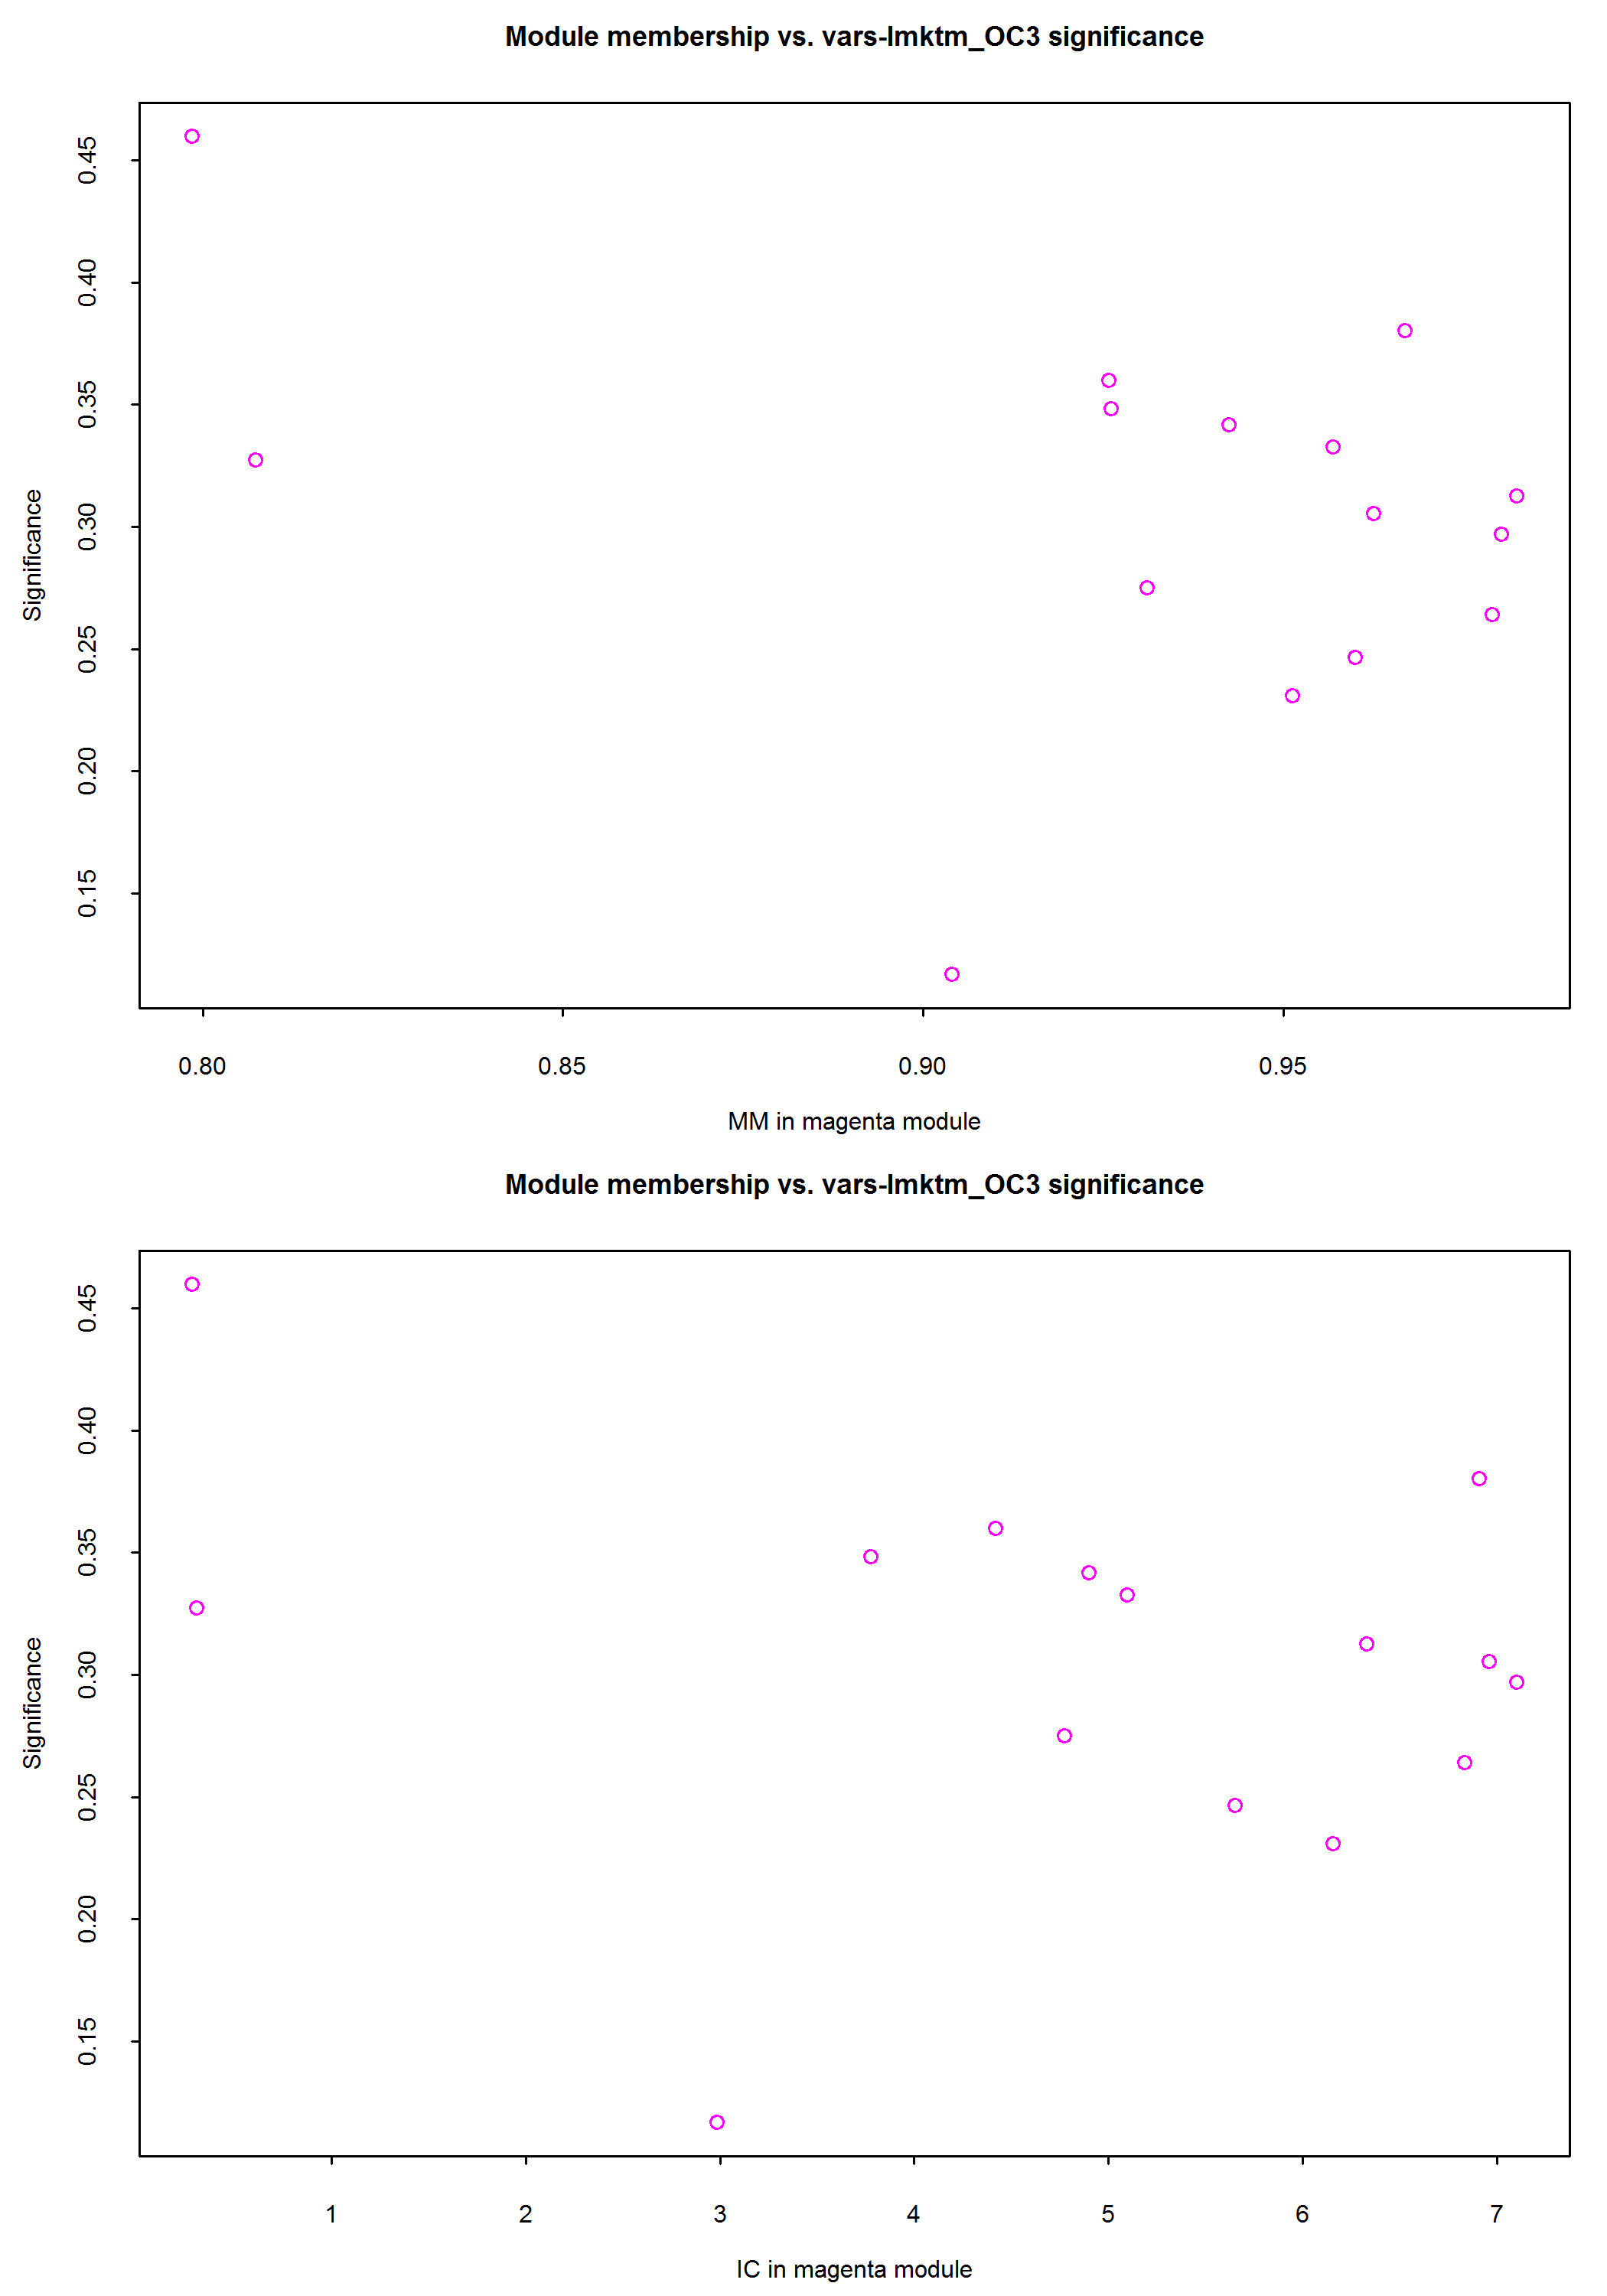 Module membership vs. vars-lmktm_OC3 significance
0.45
0.40
0.35
0.30
0.25
0.20
0.15
Significance
0.80 0.85 0.90 0.95
MM in magenta module
Module membership vs. vars-lmktm_OC3 significance
0.45
0.40
0.35
0.30
0.25
0.20
0.15
Significance
1 2 3 4 5 6 7
IC in magenta module